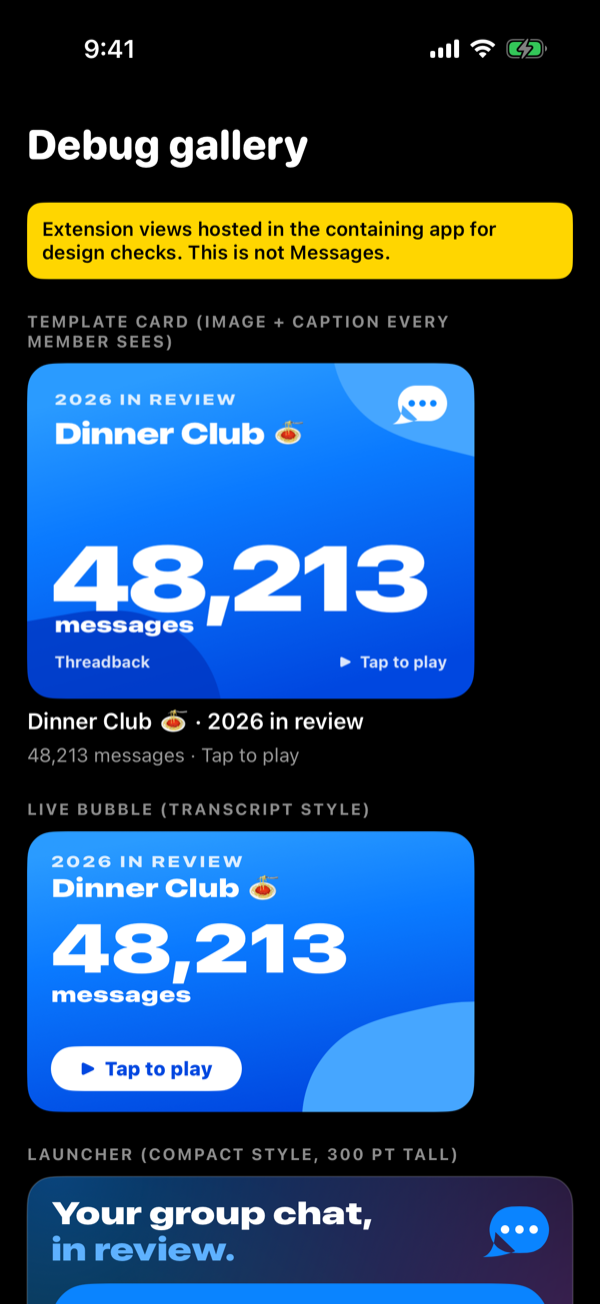 9:41
Debug gallery
Extension views hosted in the containing app for
design checks. This is not Messages.
TEMPLATE CARD (IMAGE + CAPTION EVERY
MEMBER SEES)
2026 IN REVIEW
Dinner Club 🍝
48,213
messages
Threadback
▶ Tap to play
Dinner Club 🍝 · 2026 in review
48,213 messages · Tap to play
LIVE BUBBLE (TRANSCRIPT STYLE)
2026 IN REVIEW
Dinner Club 🍝
48,213
messages
▶ Tap to play
LAUNCHER (COMPACT STYLE, 300 PT TALL)
Your group chat,
in review.